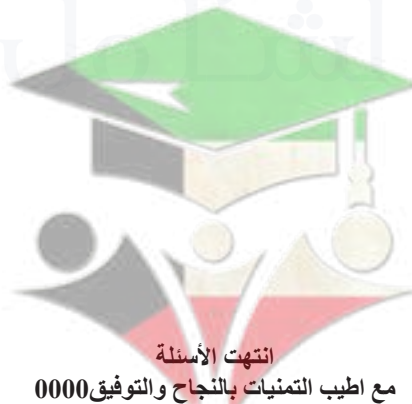 انتهت الأسئلة
مع اطيب التمنيات بالنجاح والتوفيق0000